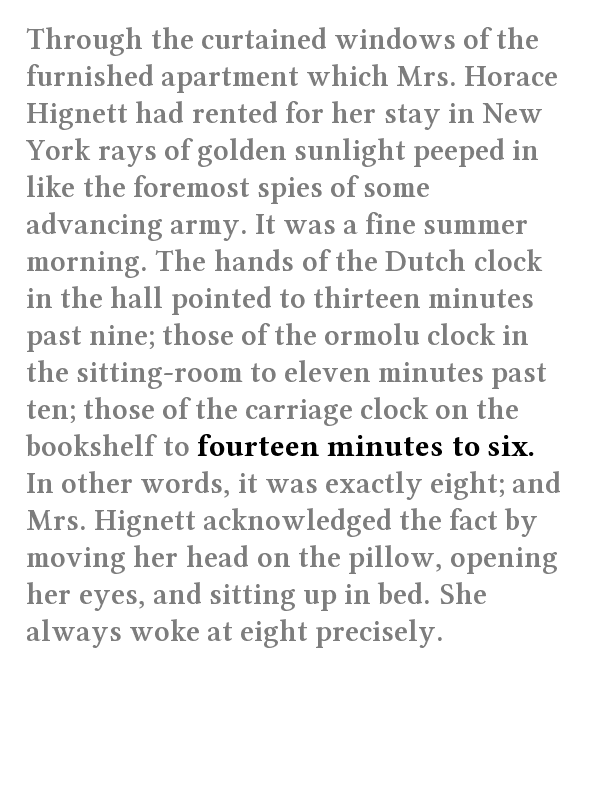 Through the curtained windows of the
furnished apartment which Mrs. Horace
Hignett had rented for her stay in New
York rays of golden sunlight peeped in
like the foremost spies of some
advancing army. It was a fine summer
morning. The hands of the Dutch clock
in the hall pointed to thirteen minutes
past nine; those of the ormolu clock in
the sitting-room to eleven minutes past
ten; those of the carriage clock on the
bookshelf to fourteen minutes to six.
In other words, it was exactly eight; and
Mrs. Hignett acknowledged the fact by
moving her head on the pillow, opening
her eyes, and sitting up in bed. She
always woke at eight precisely.